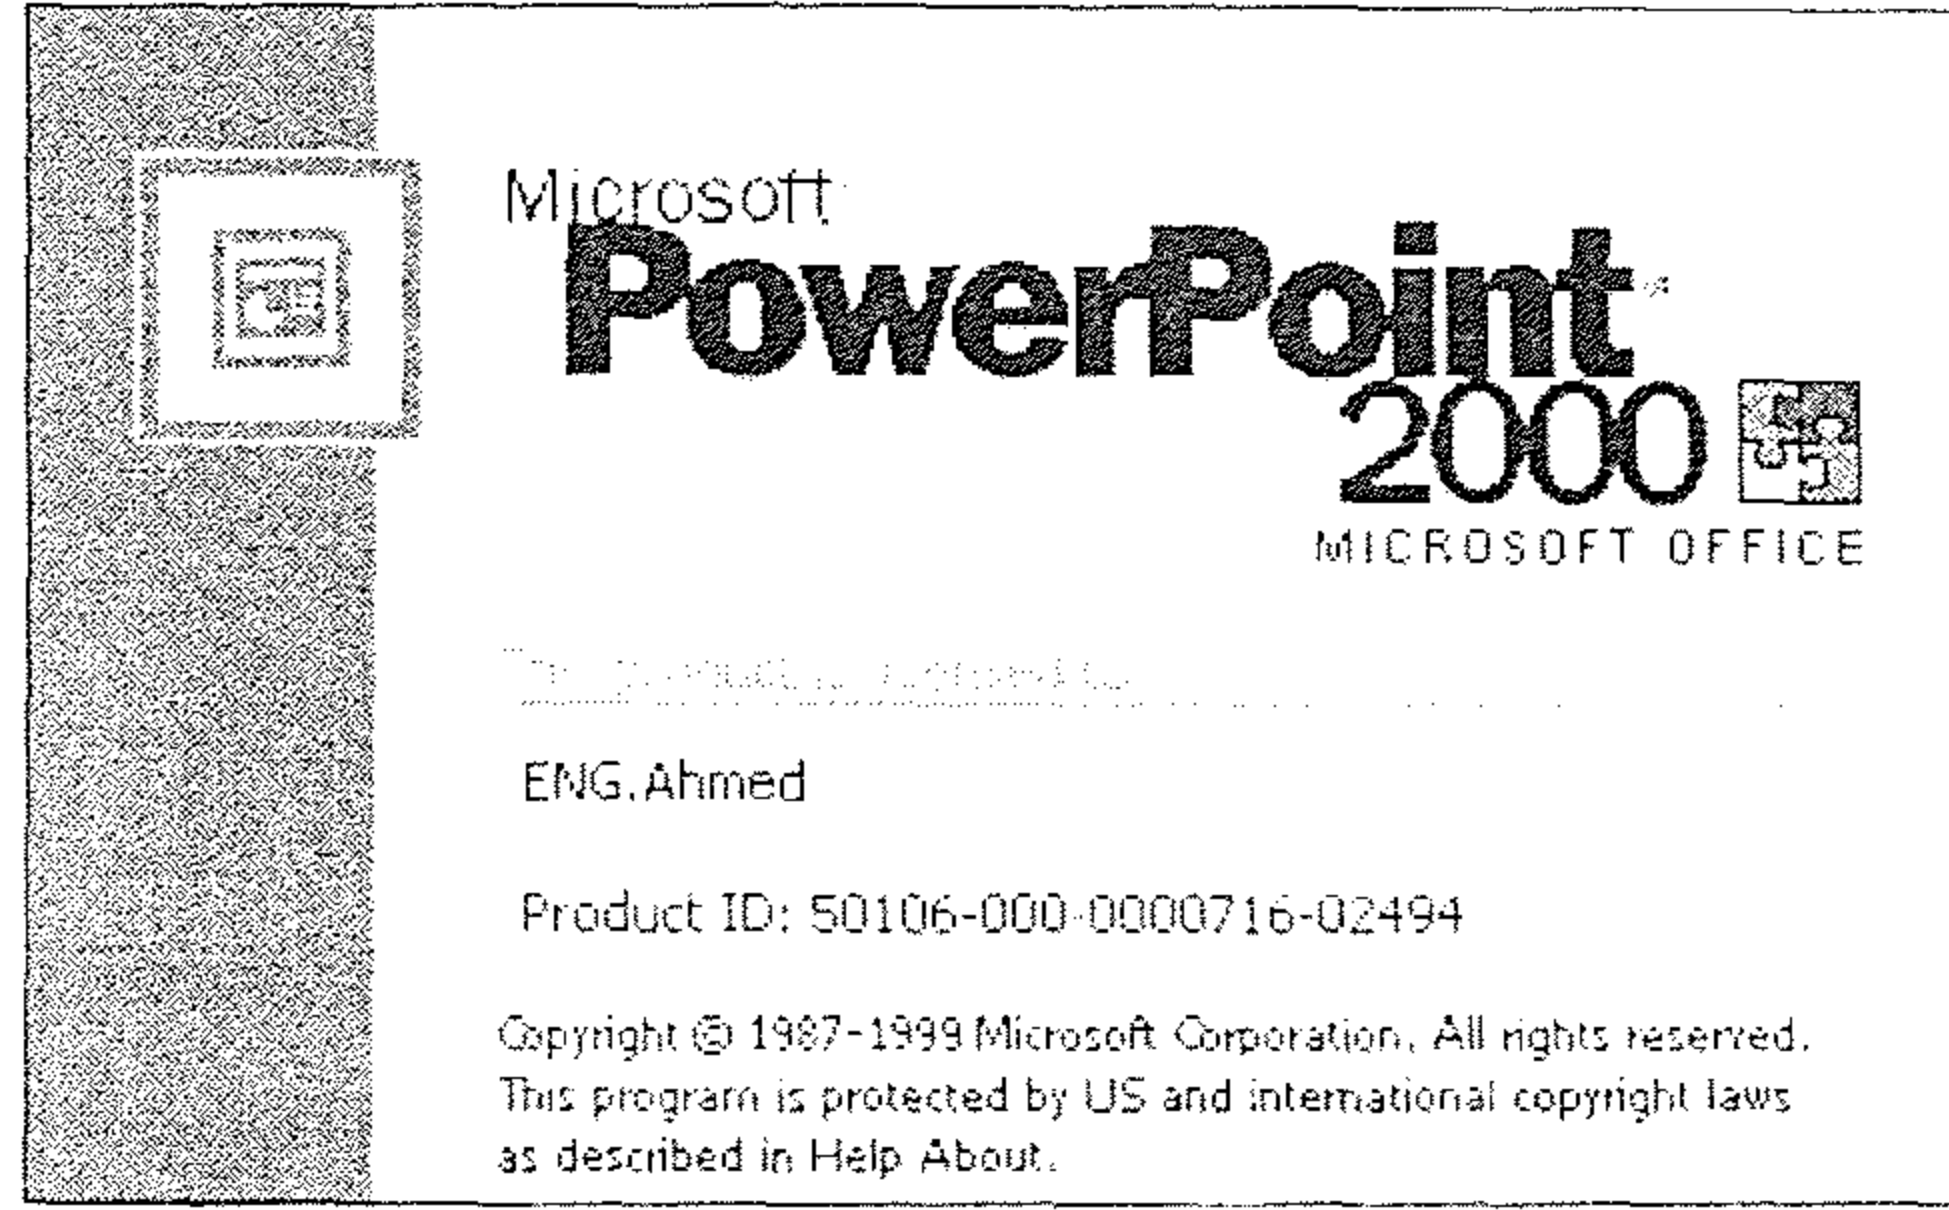 Microsoft
PowerPoint
2000
MICROSOFT OFFICE
ENG.Ahmed
Product ID: 50106-000-0000716-02494
Copyright © 1987-1999 Microsoft Corporation. All rights reserved.
This program is protected by US and international copyright laws
as described in Help About.